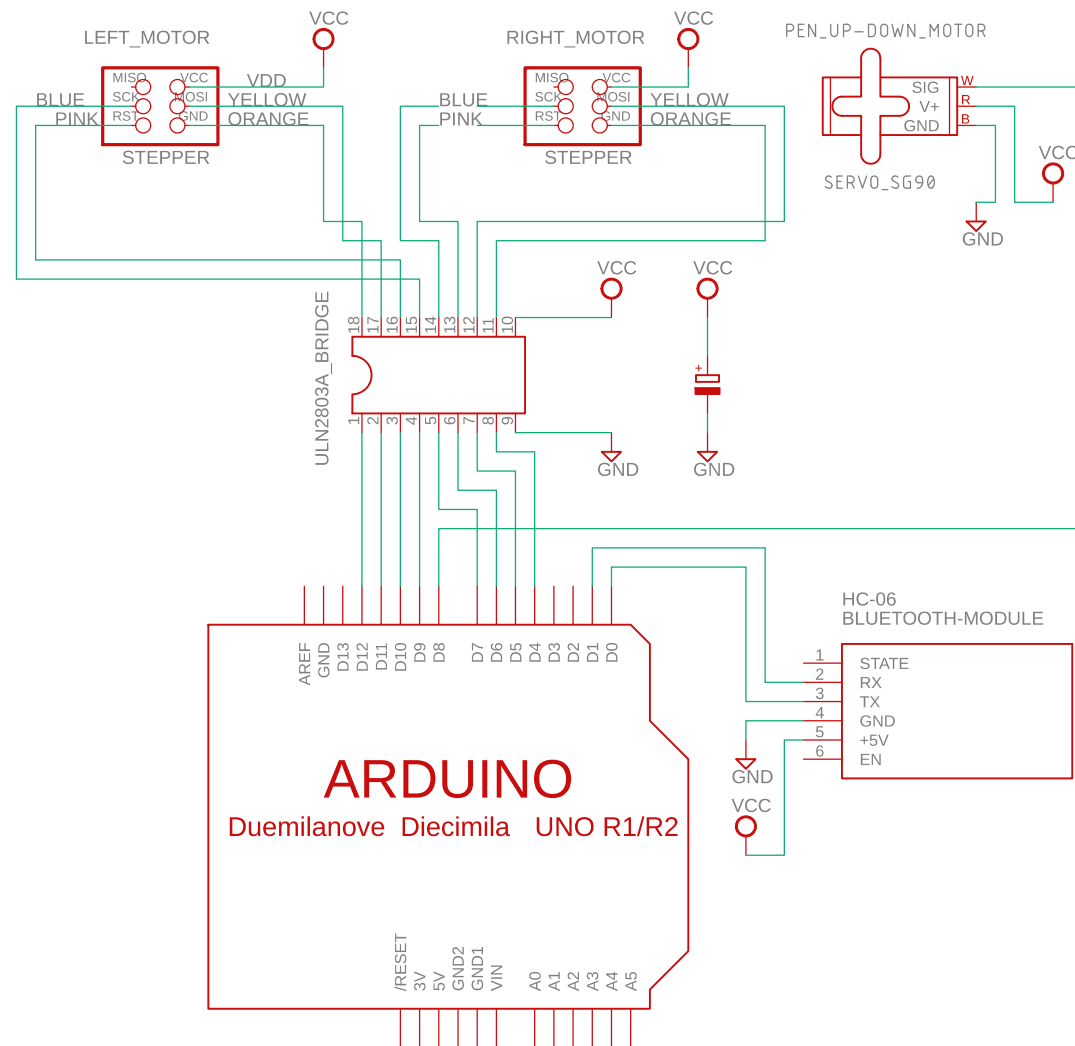 LEFT_MOTOR
VCC
RIGHT_MOTOR
VCC
PEN_UP-DOWN_MOTOR
MISO VCC VDD
BLUE SCK MOSI YELLOW
PINK RST GND ORANGE
STEPPER
MISO VCC
BLUE SCK MOSI YELLOW
PINK RST GND ORANGE
STEPPER
SIG W
V+ R
GND B
SERVO_SG90
VCC
GND
VCC
VCC
ULN2803A_BRIDGE
18 17 16 15 14 13 12 11 10
1 2 3 4 5 6 7 8 9
+
GND
GND
AREF GND D13 D12 D11 D10 D9 D8 D7 D6 D5 D4 D3 D2 D1 D0
HC-06
BLUETOOTH-MODULE
1 STATE
2 RX
3 TX
4 GND
5 +5V
6 EN
GND
VCC
ARDUINO
Duemilanove Diecimila UNO R1/R2
/RESET 3V 5V GND2 GND1 VIN A0 A1 A2 A3 A4 A5